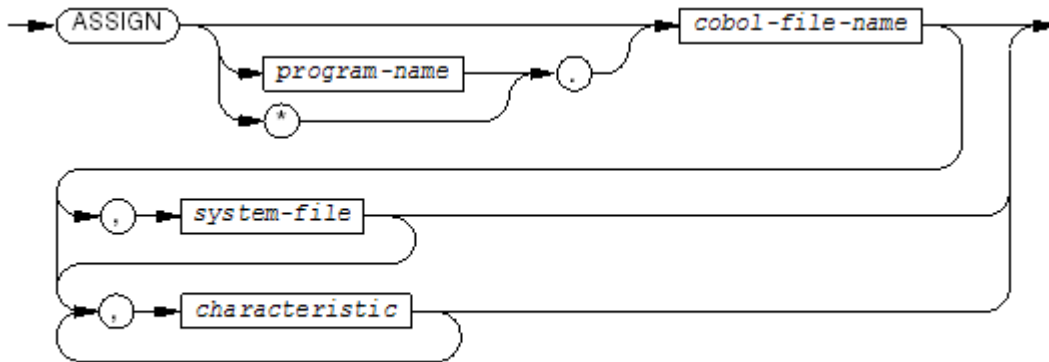 ASSIGN
cobol-file-name
program-name
.
*
,
system-file
,
characteristic